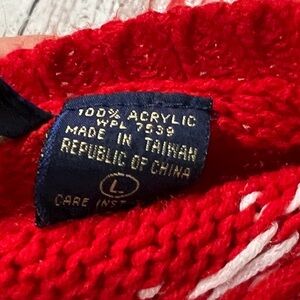 100% ACRYLIC
WPL 7539
MADE IN TAIWAN
REPUBLIC OF CHINA
L
CARE INST